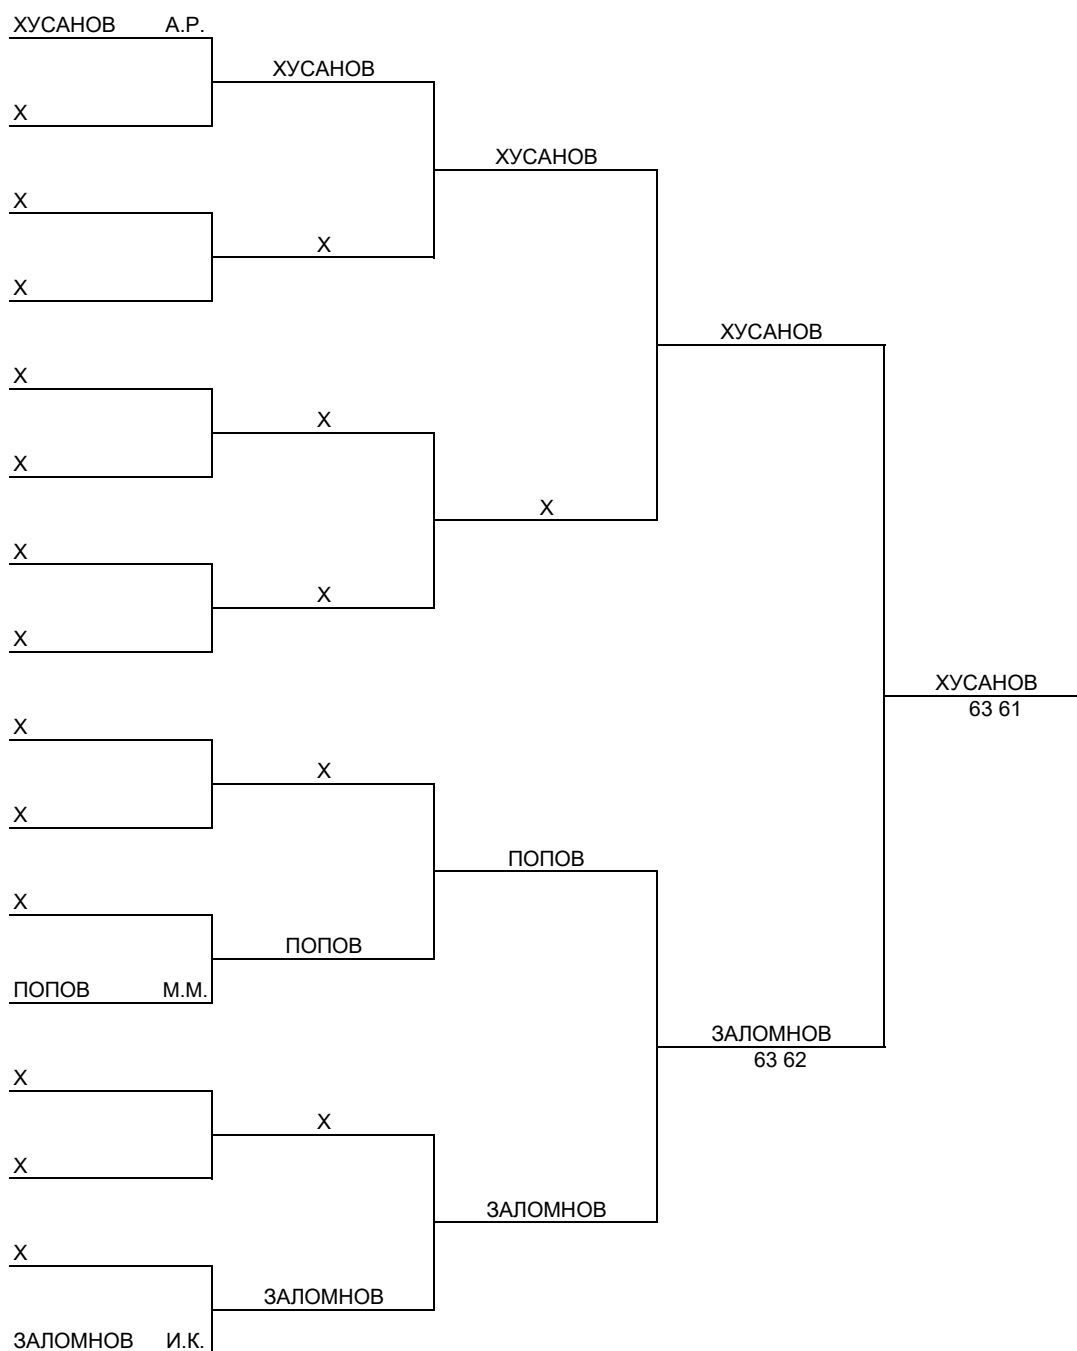 ХУСАНОВ А.Р.
ХУСАНОВ
Х
ХУСАНОВ
Х
Х
Х
ХУСАНОВ
Х
Х
Х
Х
Х
Х
Х
ХУСАНОВ
63 61
Х
Х
Х
ПОПОВ
Х
ПОПОВ
ПОПОВ М.М.
ЗАЛОМНОВ
63 62
Х
Х
Х
ЗАЛОМНОВ
Х
ЗАЛОМНОВ
ЗАЛОМНОВ И.К.